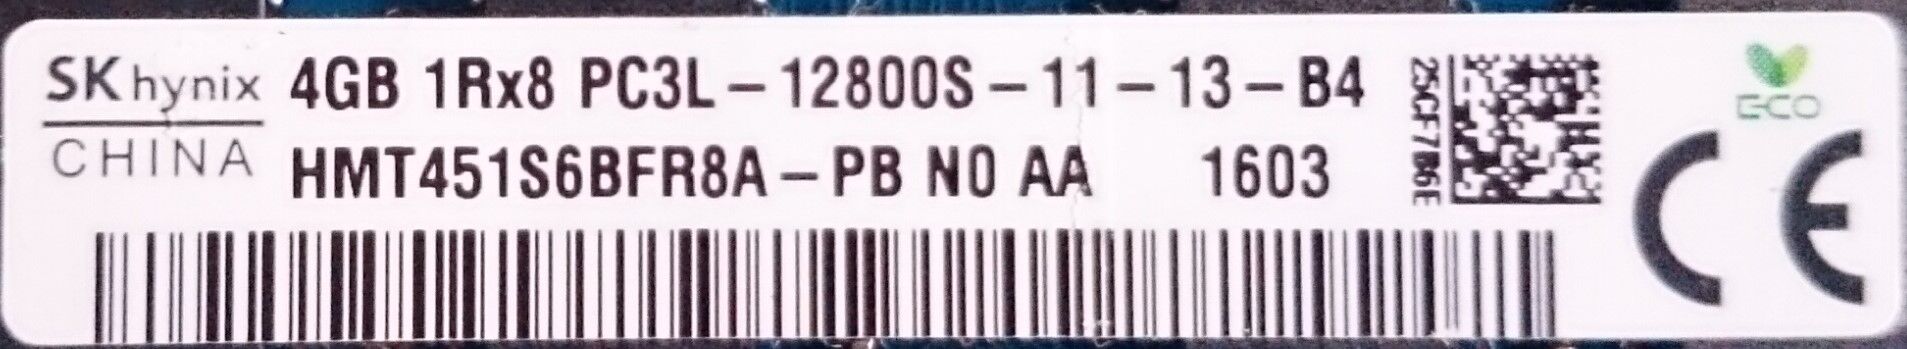 SK hynix 4GB 1Rx8 PC3L-12800S-11-13-B4
CHINA HMT451S6BFR8A-PB N0 AA 1603
25CF7B6E
ECO
CE